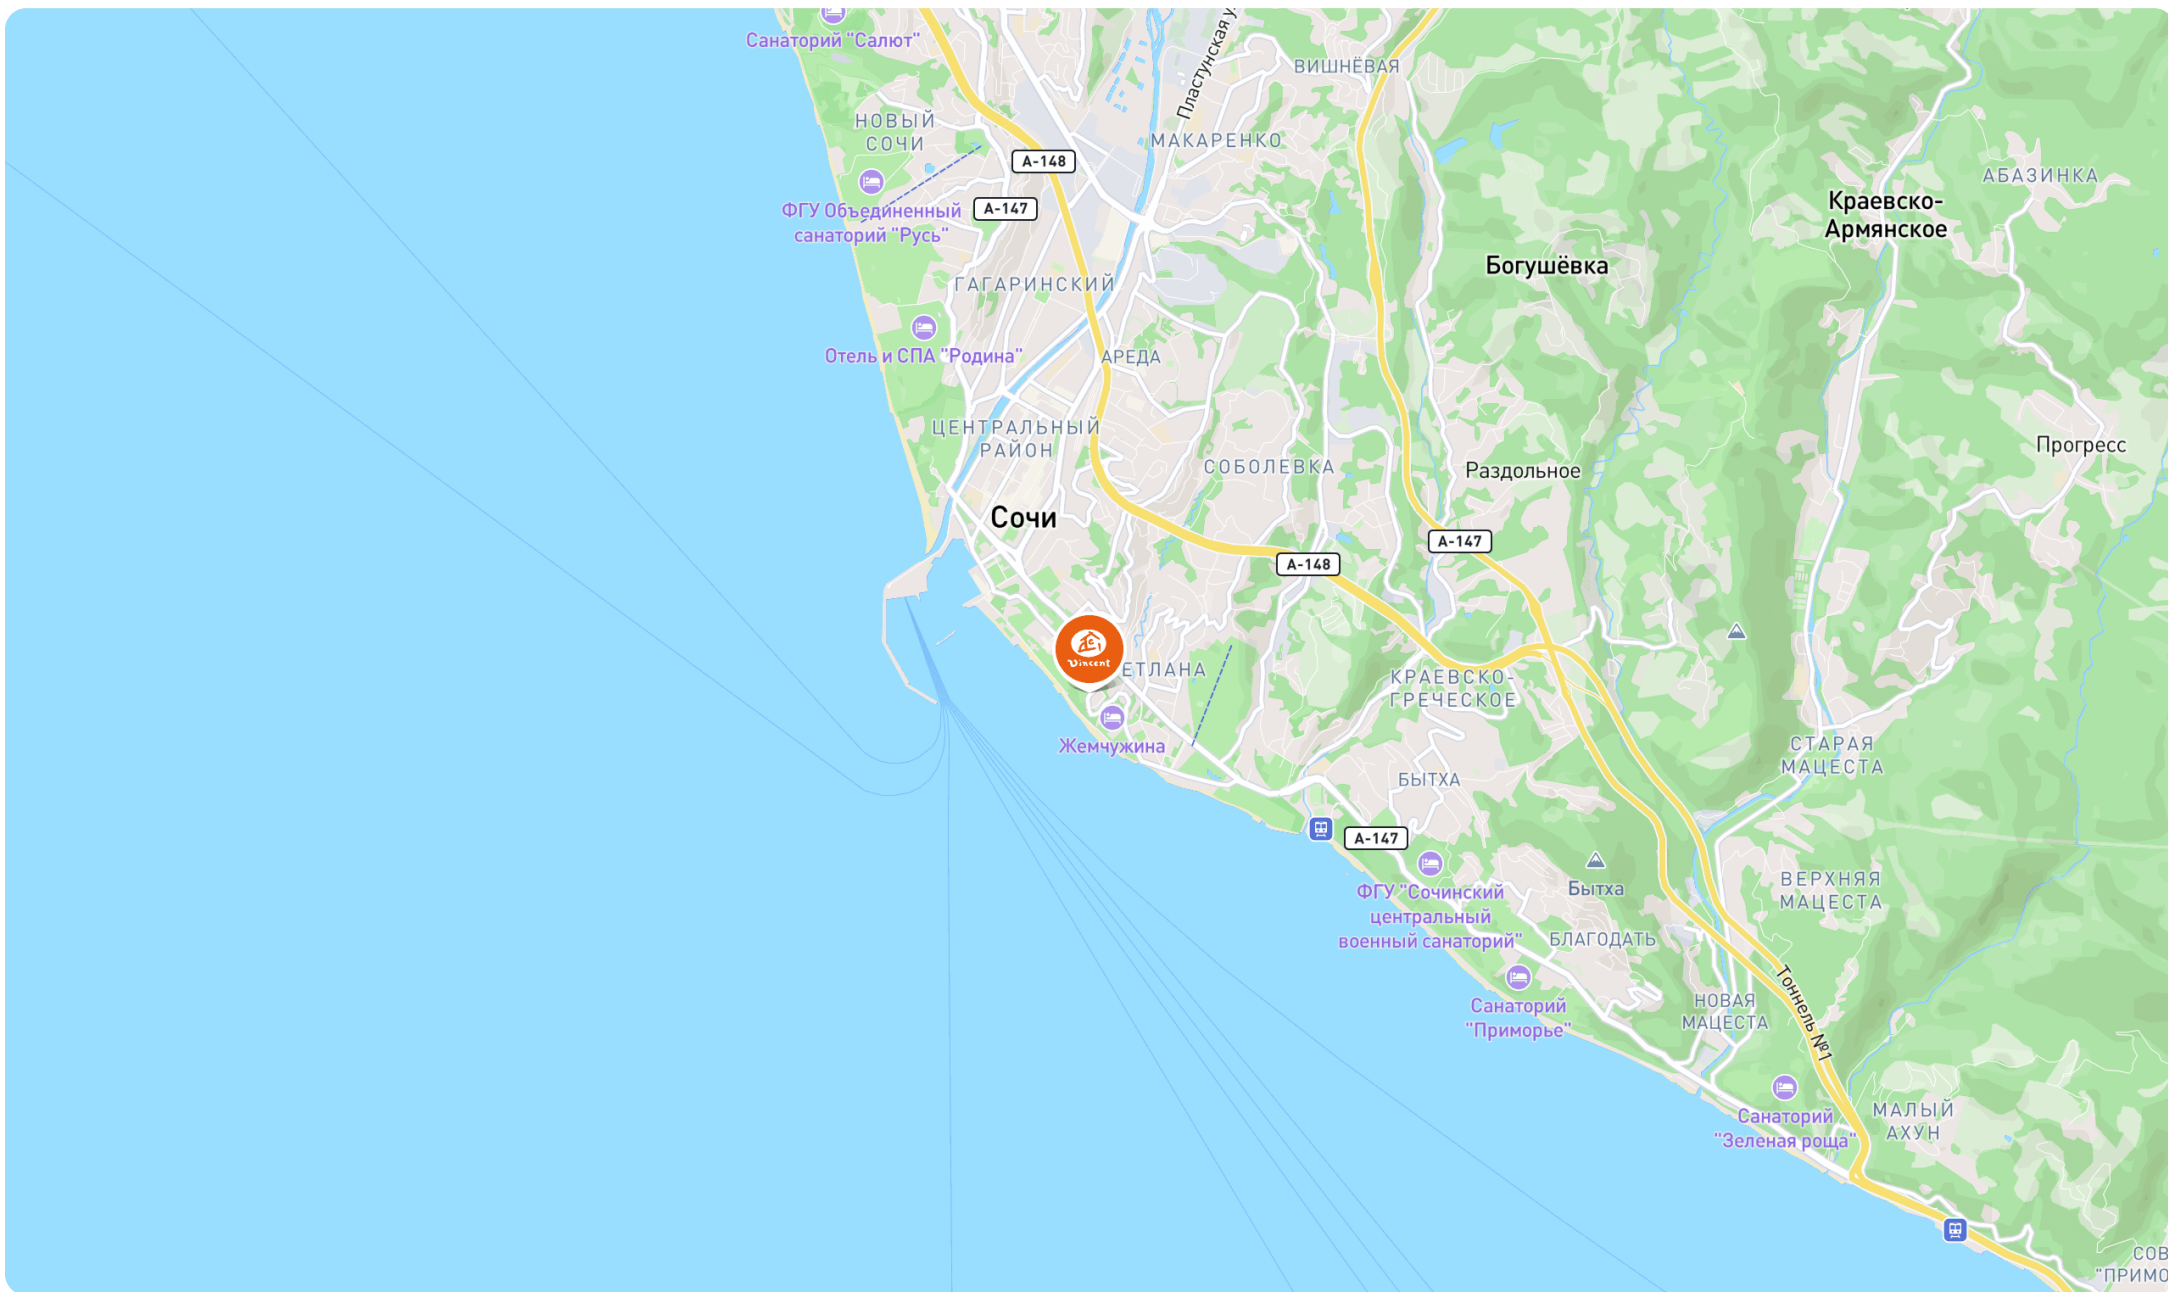 Санаторий "Салют"
Пластунская у
ВИШНЁВАЯ
НОВЫЙ
СОЧИ
МАКАРЕНКО
А-148
АБАЗИНКА
Краевско-
Армянское
ФГУ Объединенный
санаторий "Русь"
А-147
Богушёвка
ГАГАРИНСКИЙ
Отель и СПА "Родина"
АРЕДА
ЦЕНТРАЛЬНЫЙ
РАЙОН
СОБОЛЕВКА
Раздольное
Прогресс
Сочи
А-147
А-148
Vincent
ЕТЛАНА
КРАЕВСКО-
ГРЕЧЕСКОЕ
Жемчужина
СТАРАЯ
МАЦЕСТА
БЫТХА
А-147
ФГУ "Сочинский
центральный
военный санаторий"
Бытха
ВЕРХНЯЯ
МАЦЕСТА
БЛАГОДАТЬ
Санаторий
"Приморье"
НОВАЯ
МАЦЕСТА
Тоннель №1
Санаторий
"Зеленая роща"
МАЛЫЙ
АХУН
СОВ
"ПРИМО